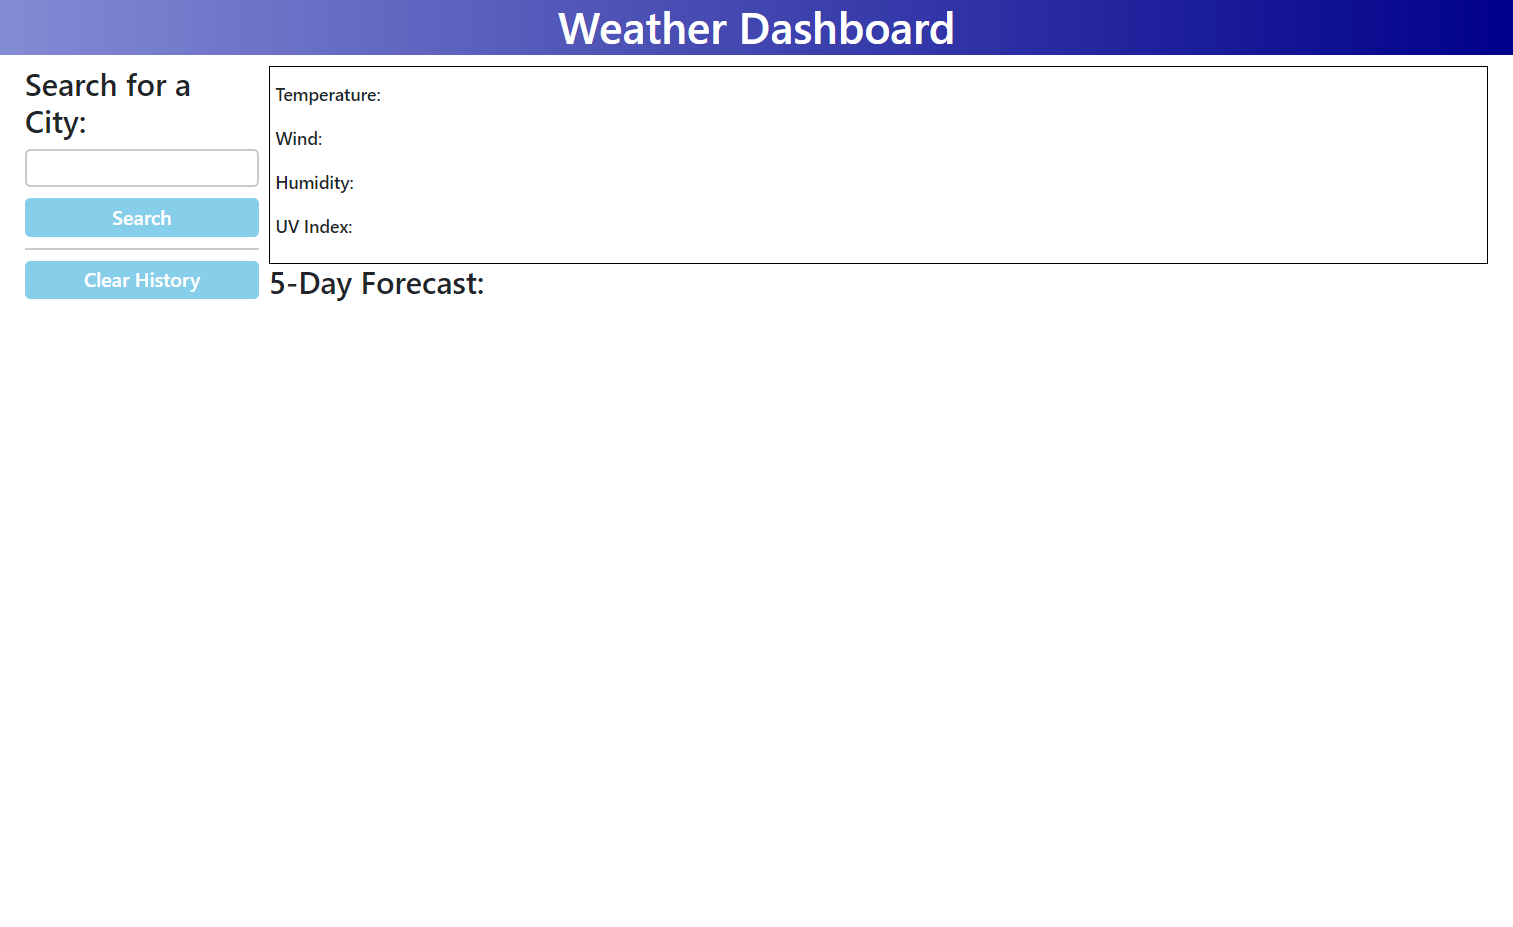 Weather Dashboard
Search for a
City:
Search
Clear History
Temperature:
Wind:
Humidity:
UV Index:
5-Day Forecast: